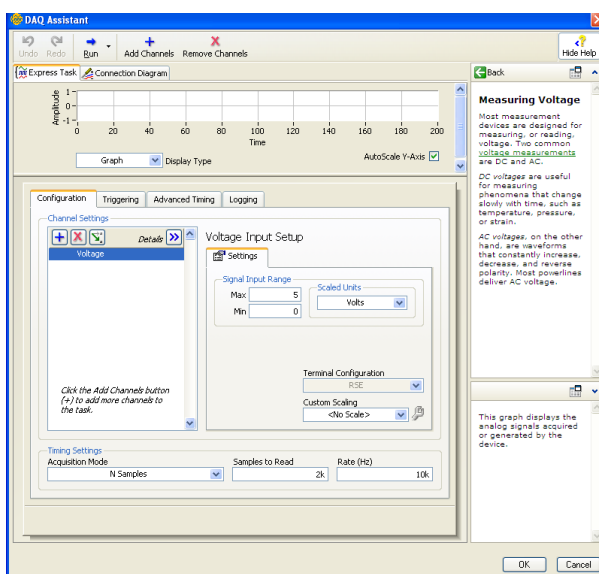 DAQ Assistant
Undo Redo Run Add Channels Remove Channels Hide Help
Express Task Connection Diagram
Back
Amplitude
1
0
-1
0 20 40 60 80 100 120 140 160 180 200
Time
Graph Display Type AutoScale Y-Axis
Measuring Voltage
Most measurement
devices are designed for
measuring, or reading,
voltage. Two common
voltage measurements
are DC and AC.
DC voltages are useful
for measuring
phenomena that change
slowly with time, such as
temperature, pressure,
or strain.
AC voltages, on the other
hand, are waveforms
that constantly increase,
decrease, and reverse
polarity. Most powerlines
deliver AC voltage.
Configuration Triggering Advanced Timing Logging
Channel Settings
Details
Voltage
Click the Add Channels button
(+) to add more channels to
the task.
Voltage Input Setup
Settings
Signal Input Range
Max 5
Min 0
Scaled Units
Volts
Terminal Configuration
RSE
Custom Scaling
<No Scale>
Timing Settings
Acquisition Mode Samples to Read Rate (Hz)
N Samples 2k 10k
This graph displays the
analog signals acquired
or generated by the
device.
OK Cancel